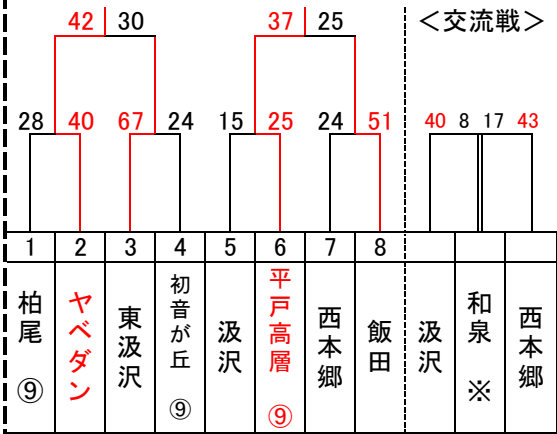 42 30 37 25 ＜交流戦＞
28 40 67 24 15 25 24 51 40 8 17 43
1 2 3 4 5 6 7 8
柏尾 ⑨
ヤベダン
東汲沢
初音が丘 ⑨
汲沢
平戸高層 ⑨
西本郷
飯田
汲沢
和泉 ※
西本郷